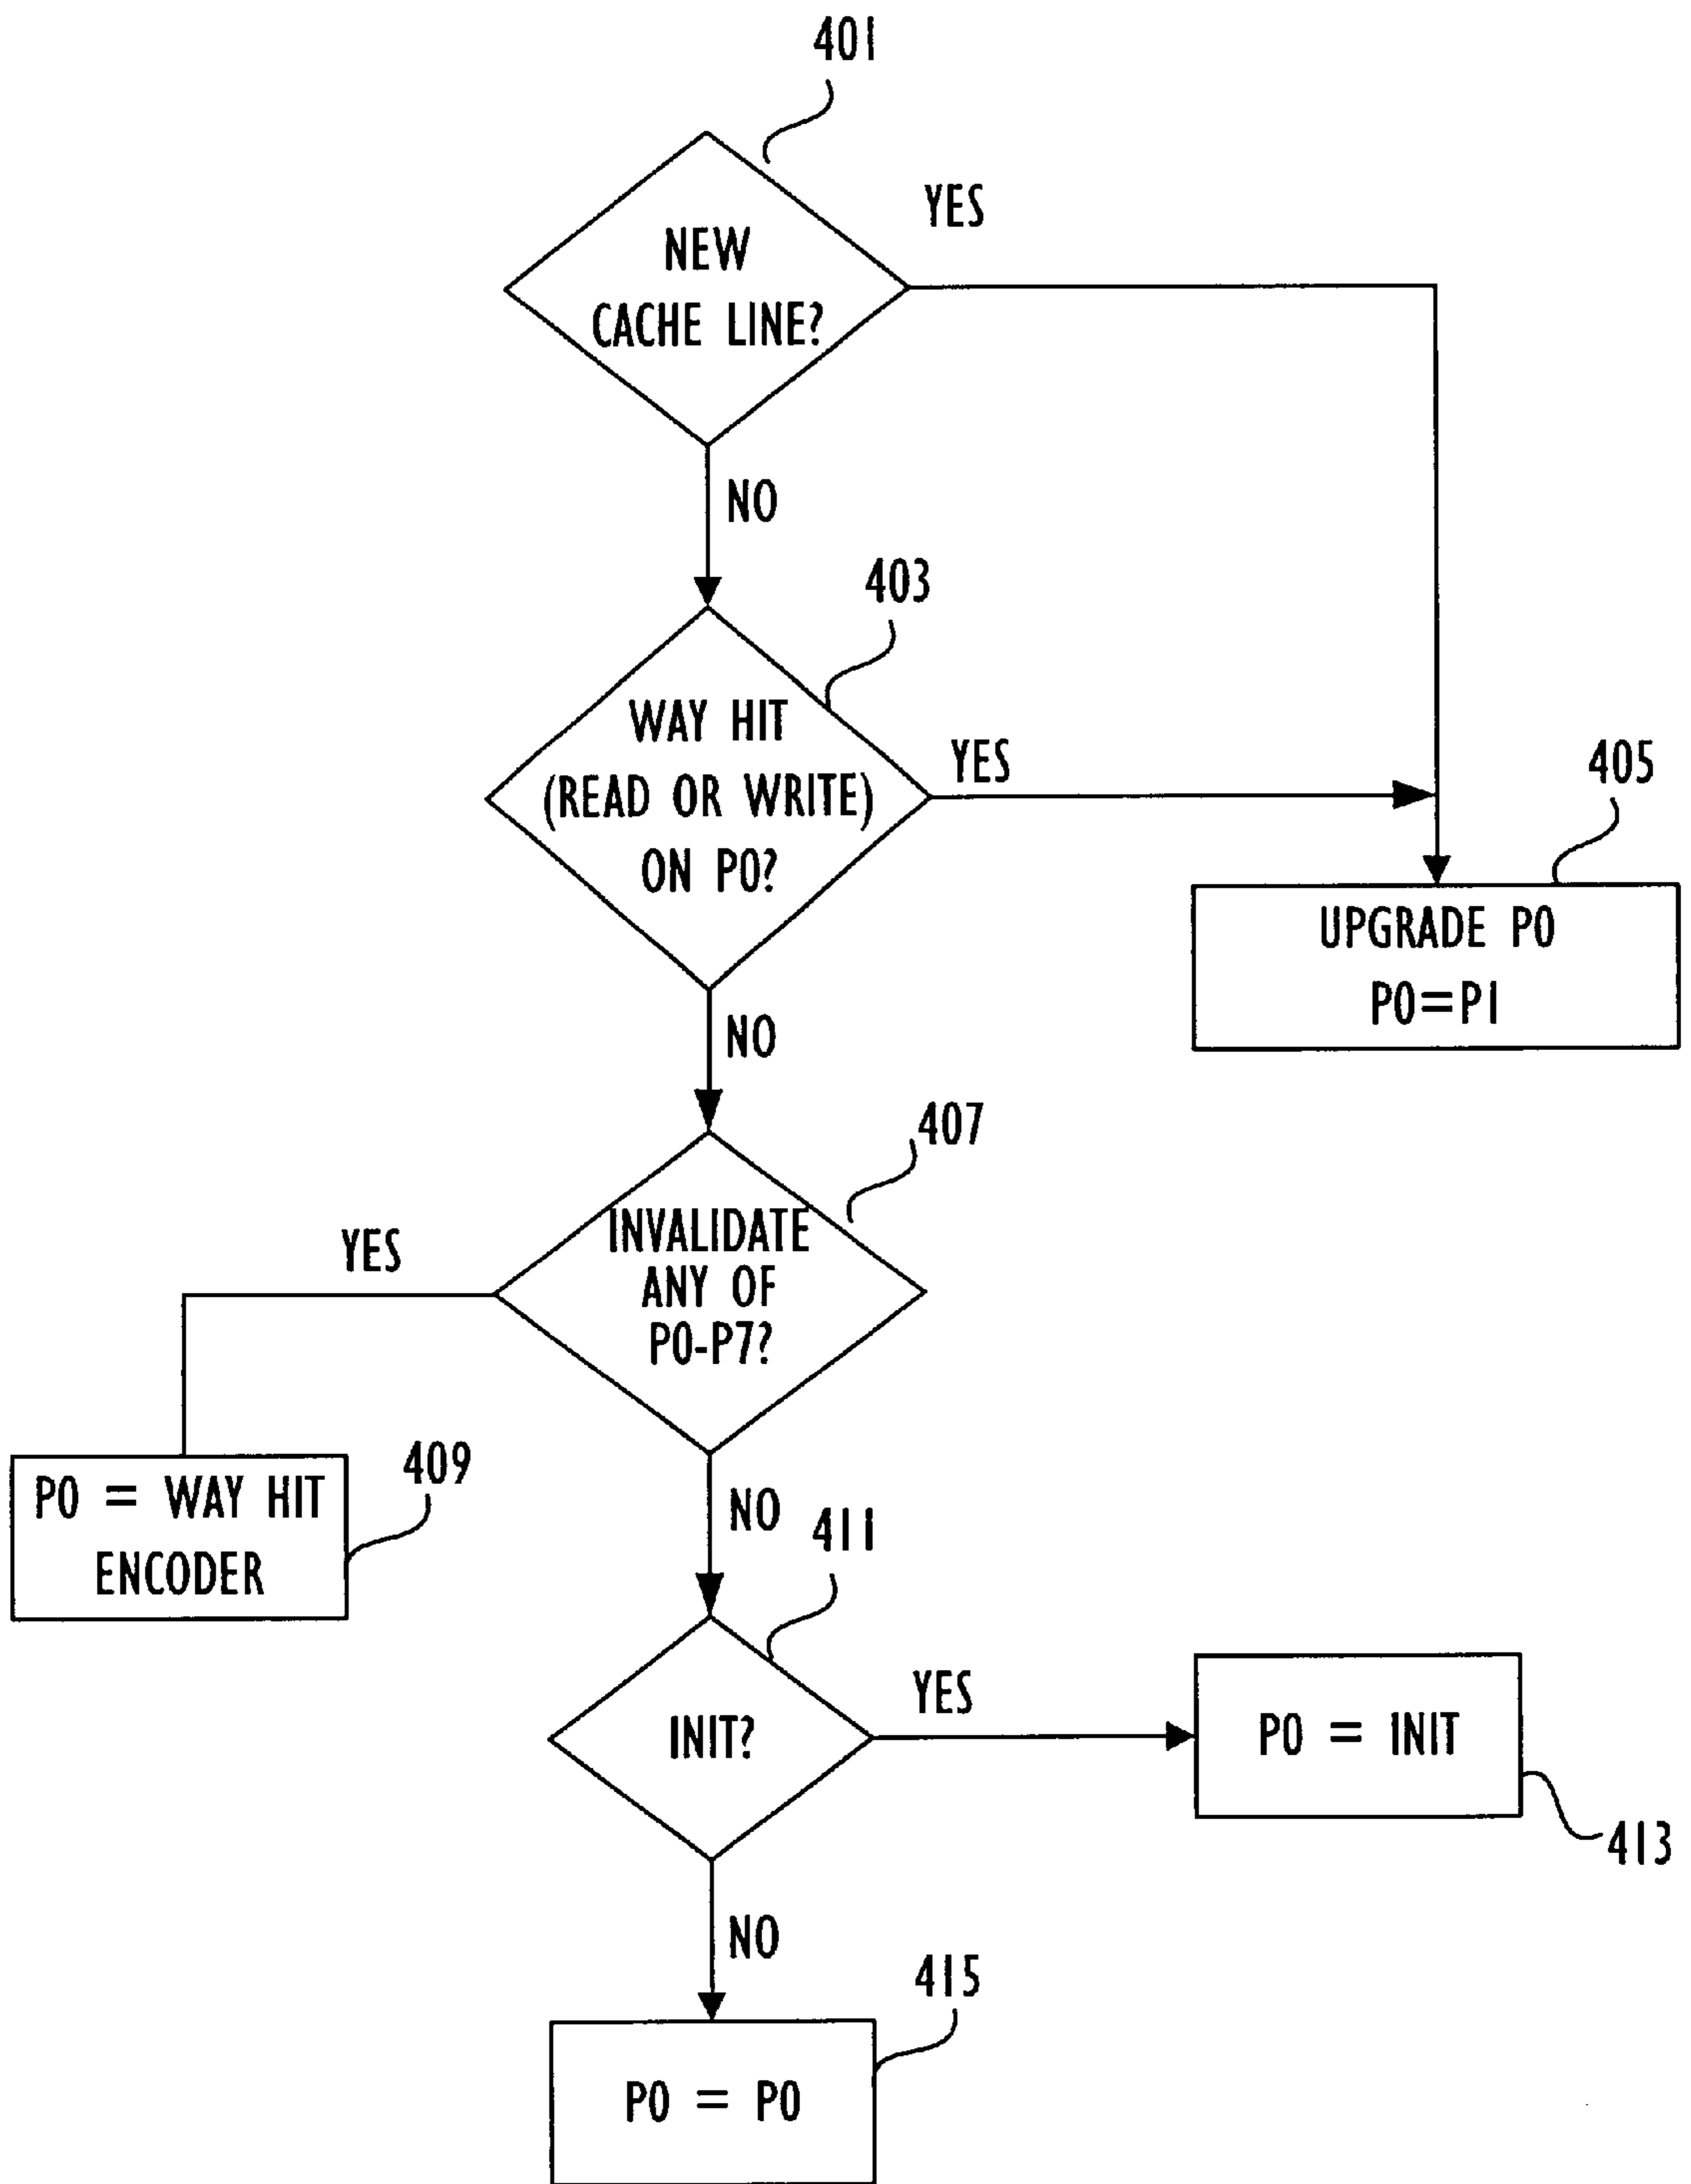 401
YES
NEW
CACHE LINE?
NO
403
WAY HIT
(READ OR WRITE)
ON P0?
YES
405
UPGRADE P0
P0=P1
NO
407
YES
INVALIDATE
ANY OF
P0-P7?
409
P0 = WAY HIT
ENCODER
NO
411
INIT?
YES
P0 = INIT
413
NO
415
P0 = P0